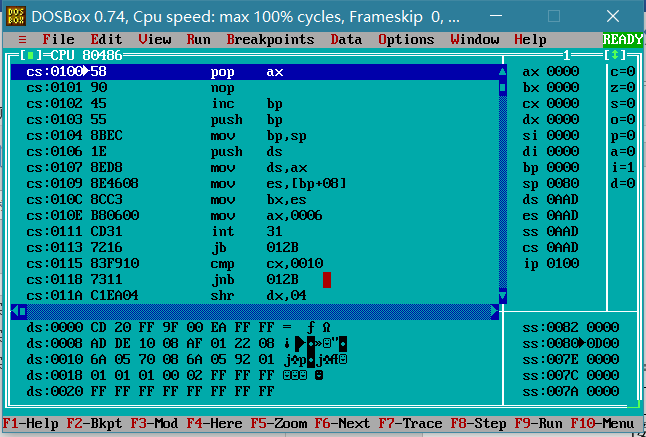 DOSBox 0.74, Cpu speed: max 100% cycles, Frameskip 0, ...
≡ File Edit View Run Breakpoints Data Options Window Help READY
[■]=CPU 80486 1 [↕]
cs:0100►58 pop ax ax 0000 c=0
cs:0101 90 nop bx 0000 z=0
cs:0102 45 inc bp cx 0000 s=0
cs:0103 55 push bp dx 0000 o=0
cs:0104 8BEC mov bp,sp si 0000 p=0
cs:0106 1E push ds di 0000 a=0
cs:0107 8ED8 mov ds,ax bp 0000 i=1
cs:0109 8E4608 mov es,[bp+08] sp 0080 d=0
cs:010C 8CC3 mov bx,es ds 0AAD
cs:010E B80600 mov ax,0006 es 0AAD
cs:0111 CD31 int 31 ss 0AAD
cs:0113 7216 jb 012B cs 0AAD
cs:0115 83F910 cmp cx,0010 ip 0100
cs:0118 7311 jnb 012B
cs:011A C1EA04 shr dx,04
ds:0000 CD 20 FF 9F 00 EA FF FF = ƒ Ω ss:0082 0000
ds:0008 AD DE 10 08 AF 01 22 08 ss:0080►0D00
ds:0010 6A 05 70 08 6A 05 92 01 ss:007E 0000
ds:0018 01 01 01 00 02 FF FF FF ss:007C 0000
ds:0020 FF FF FF FF FF FF FF FF ss:007A 0000
F1-Help F2-Bkpt F3-Mod F4-Here F5-Zoom F6-Next F7-Trace F8-Step F9-Run F10-Menu